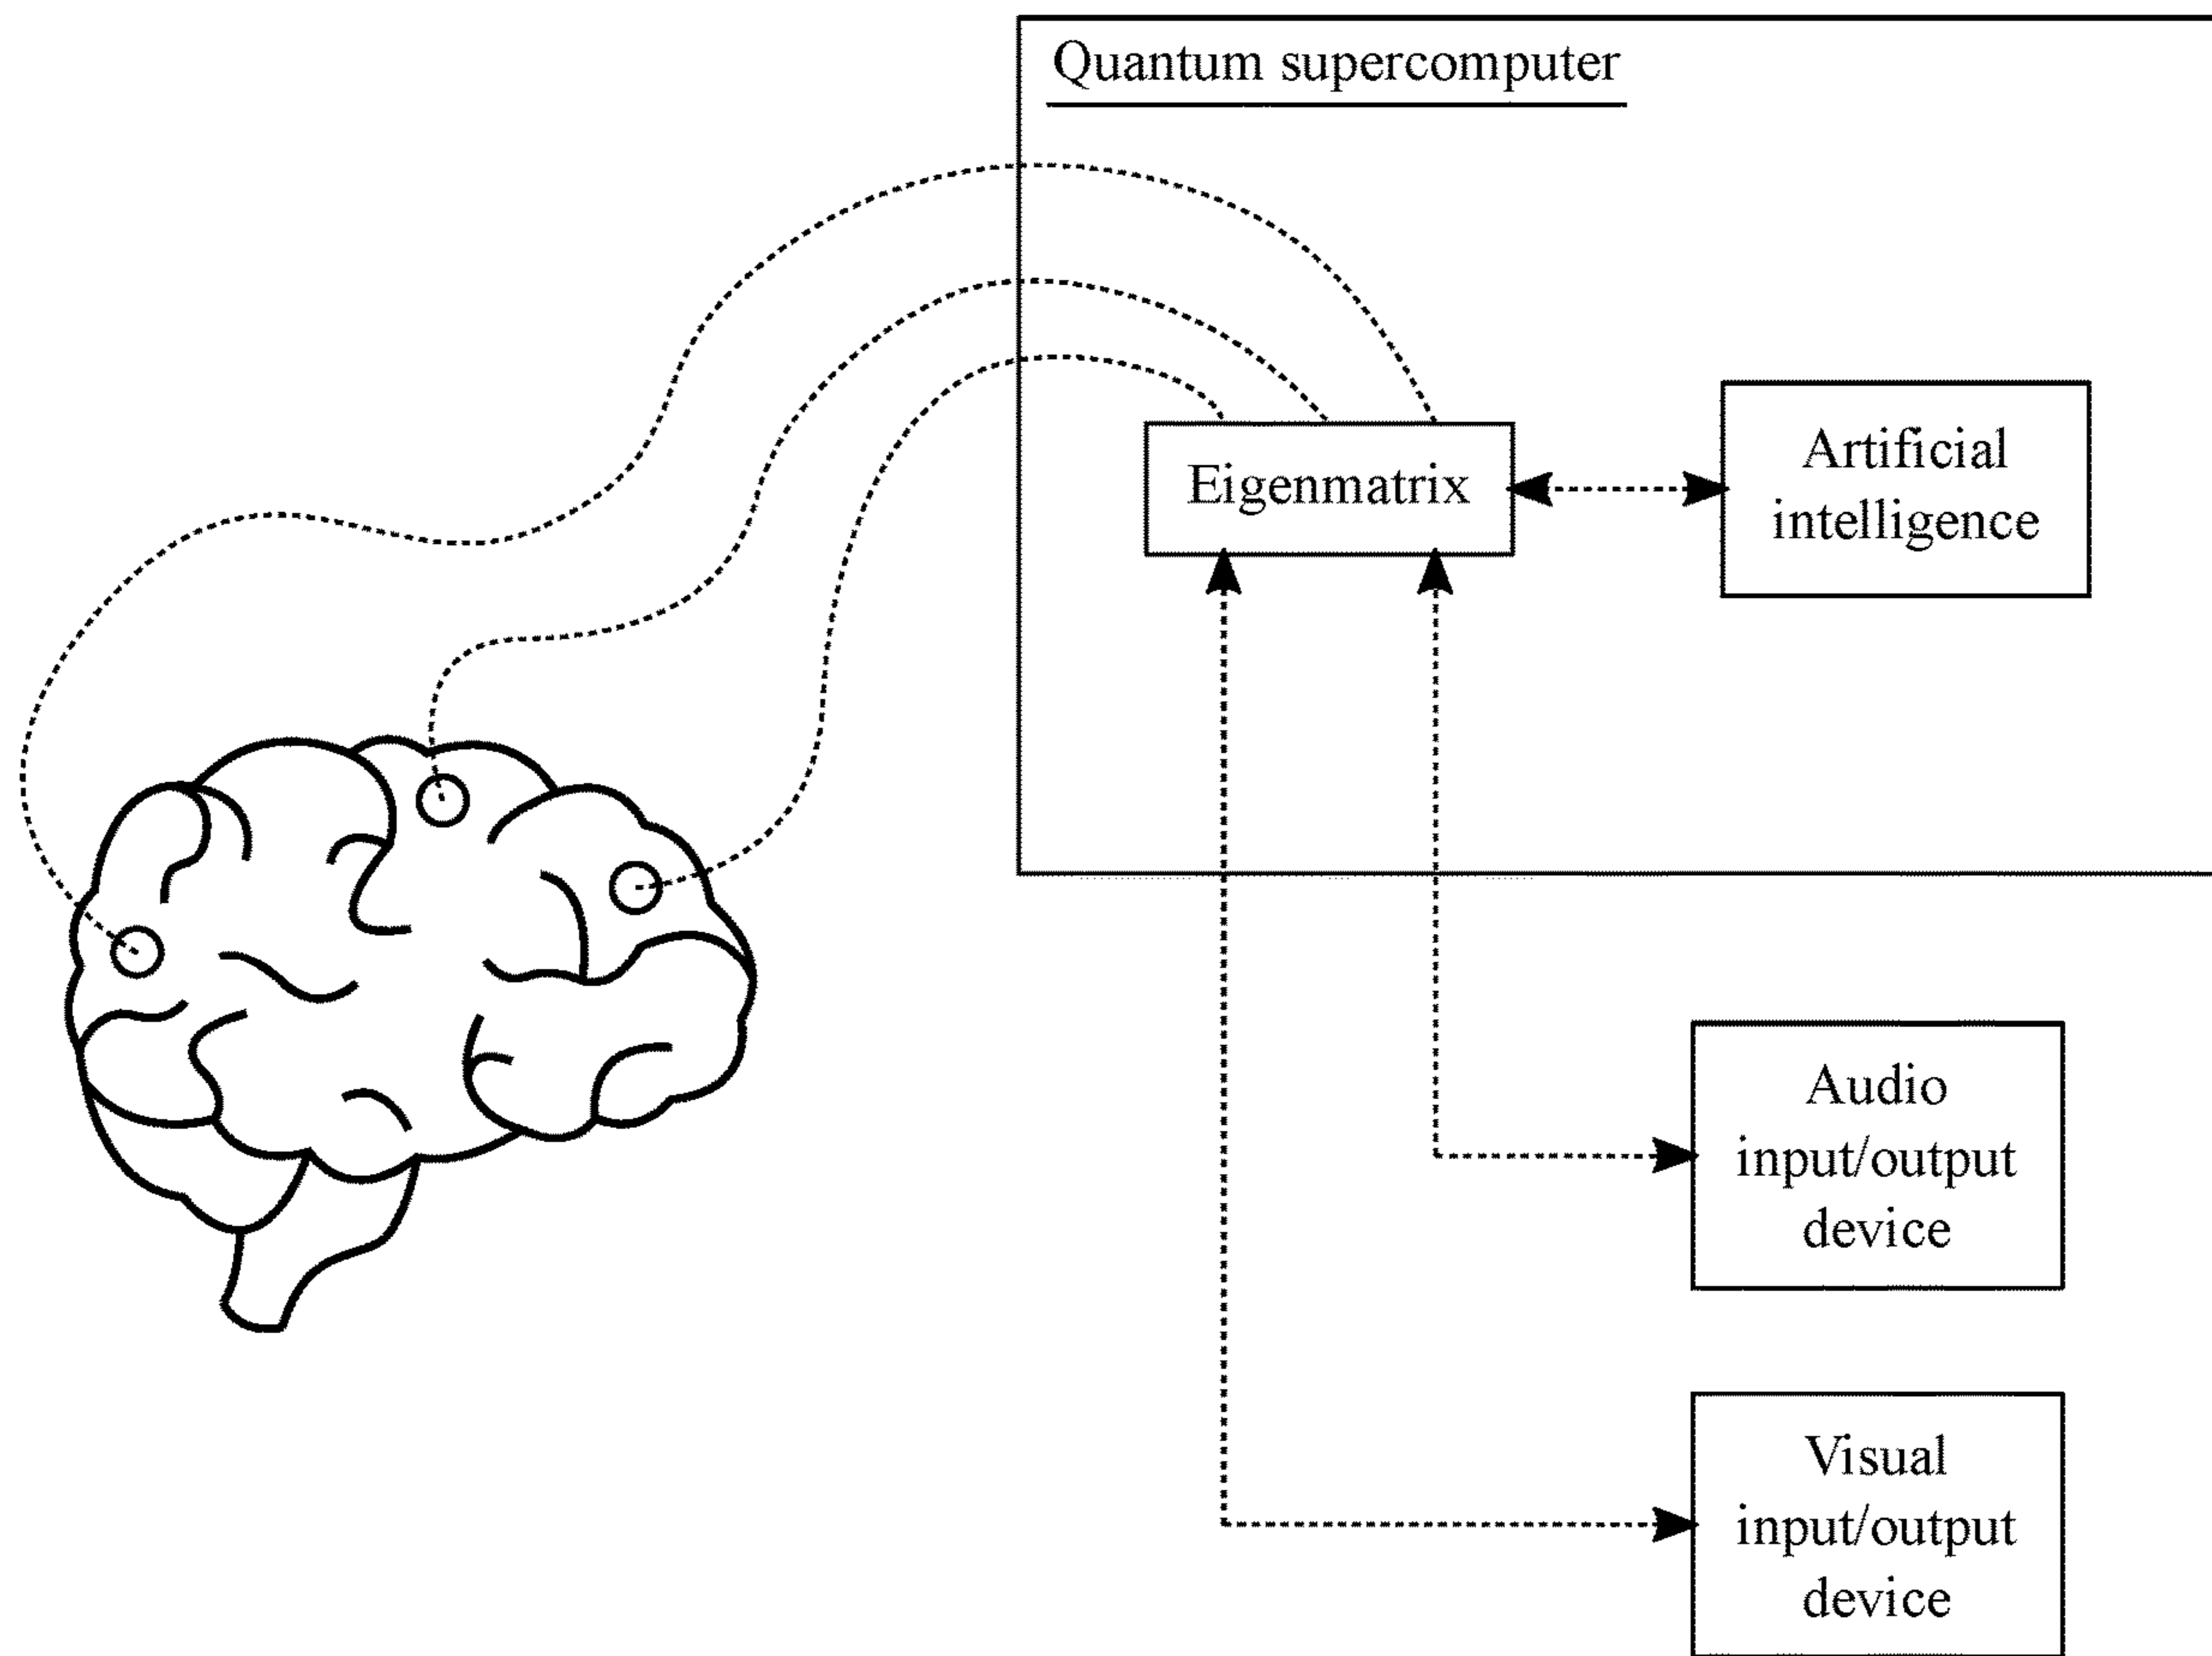 Quantum supercomputer
Eigenmatrix
Artificial
intelligence
Audio
input/output
device
Visual
input/output
device